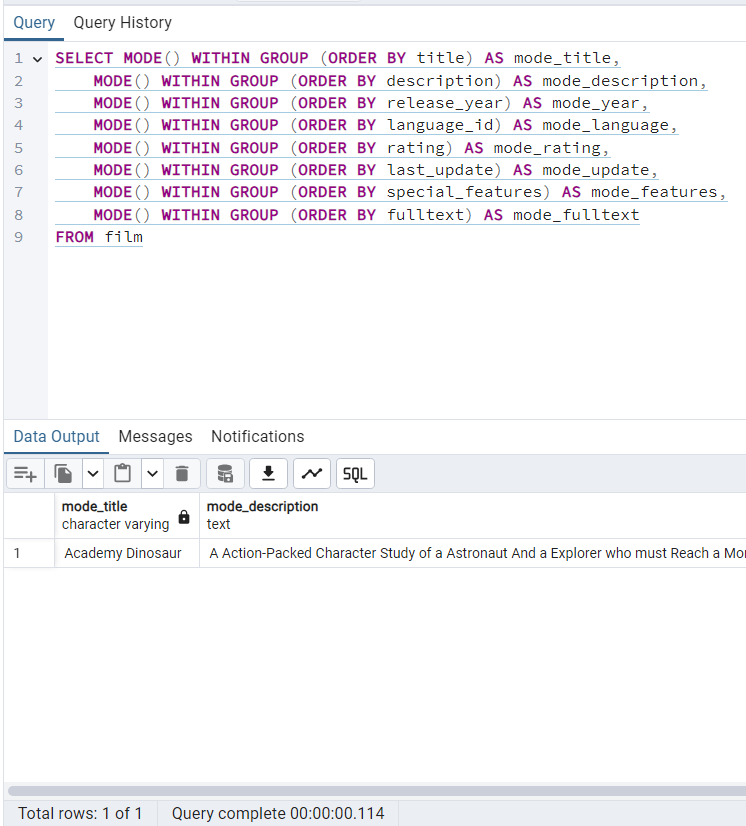 Query Query History
1 SELECT MODE() WITHIN GROUP (ORDER BY title) AS mode_title,
2 MODE() WITHIN GROUP (ORDER BY description) AS mode_description,
3 MODE() WITHIN GROUP (ORDER BY release_year) AS mode_year,
4 MODE() WITHIN GROUP (ORDER BY language_id) AS mode_language,
5 MODE() WITHIN GROUP (ORDER BY rating) AS mode_rating,
6 MODE() WITHIN GROUP (ORDER BY last_update) AS mode_update,
7 MODE() WITHIN GROUP (ORDER BY special_features) AS mode_features,
8 MODE() WITHIN GROUP (ORDER BY fulltext) AS mode_fulltext
9 FROM film
Data Output Messages Notifications
SQL
mode_title mode_description
character varying text
1 Academy Dinosaur A Action-Packed Character Study of a Astronaut And a Explorer who must Reach a
Total rows: 1 of 1 Query complete 00:00:00.114